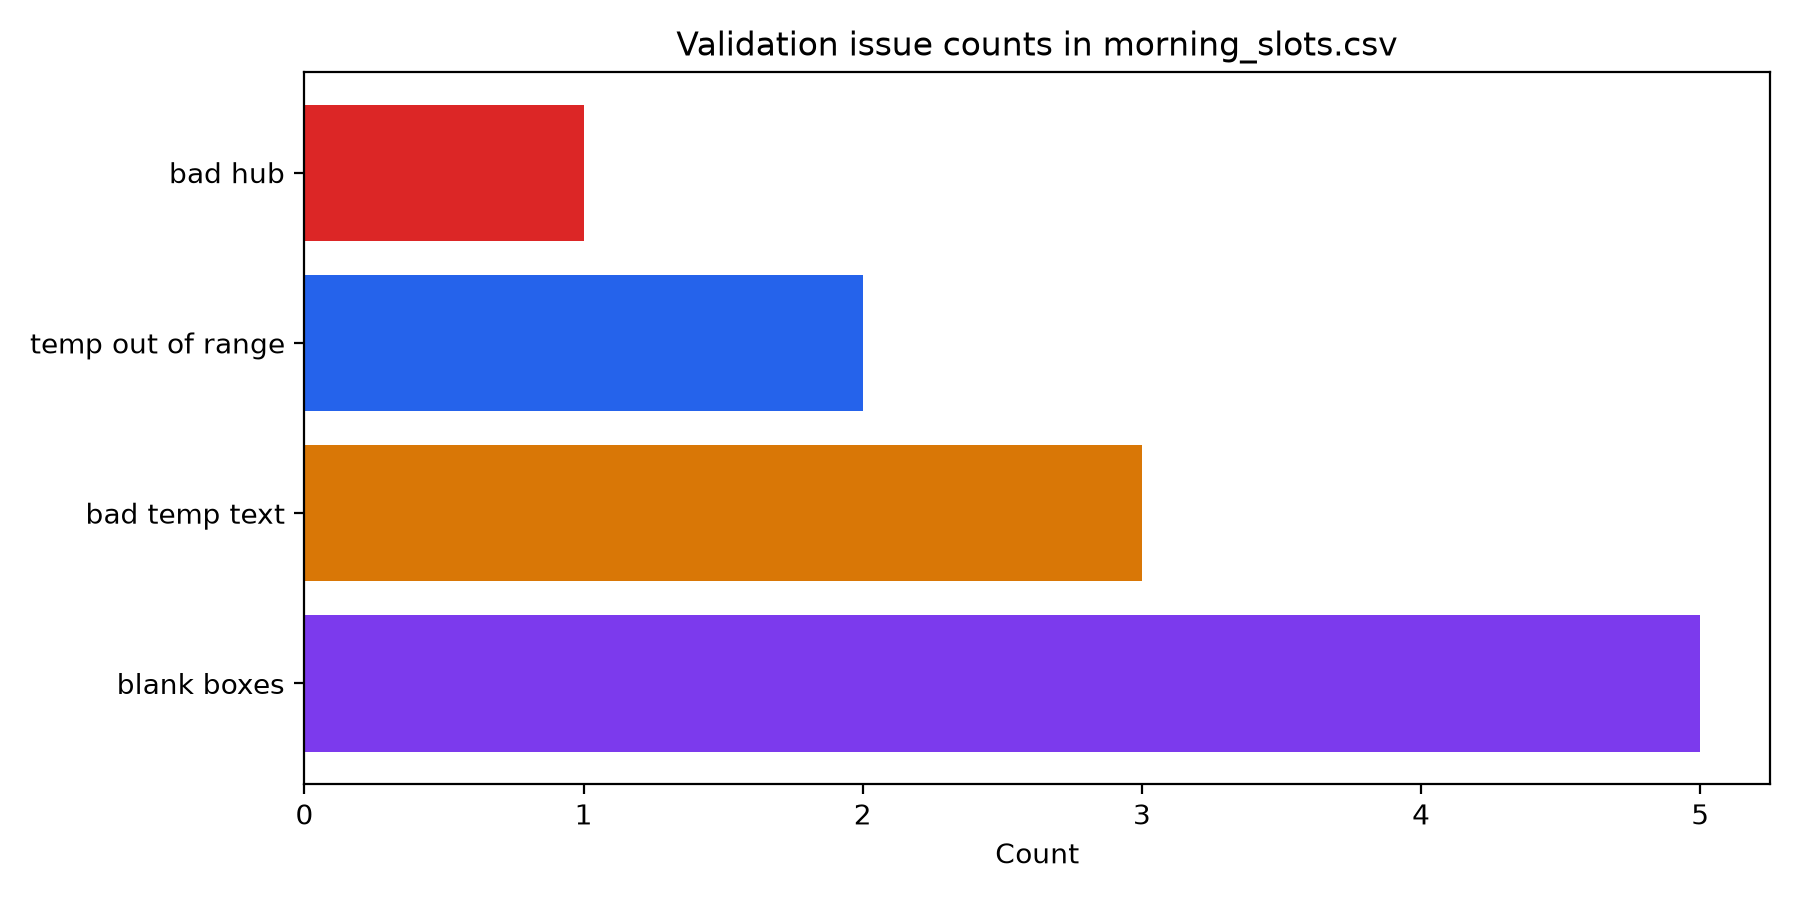 Validation issue counts in morning_slots.csv
bad hub
temp out of range
bad temp text
blank boxes
0 1 2 3 4 5
Count